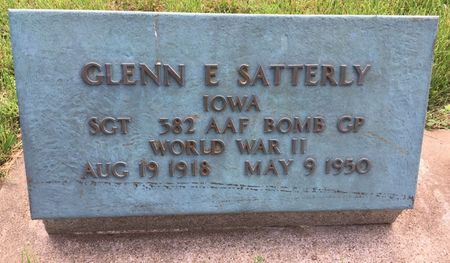 GLENN E SATTERLY
IOWA
SGT 382 AAF BOMB GP
WORLD WAR II
AUG 19 1918 MAY 9 1950